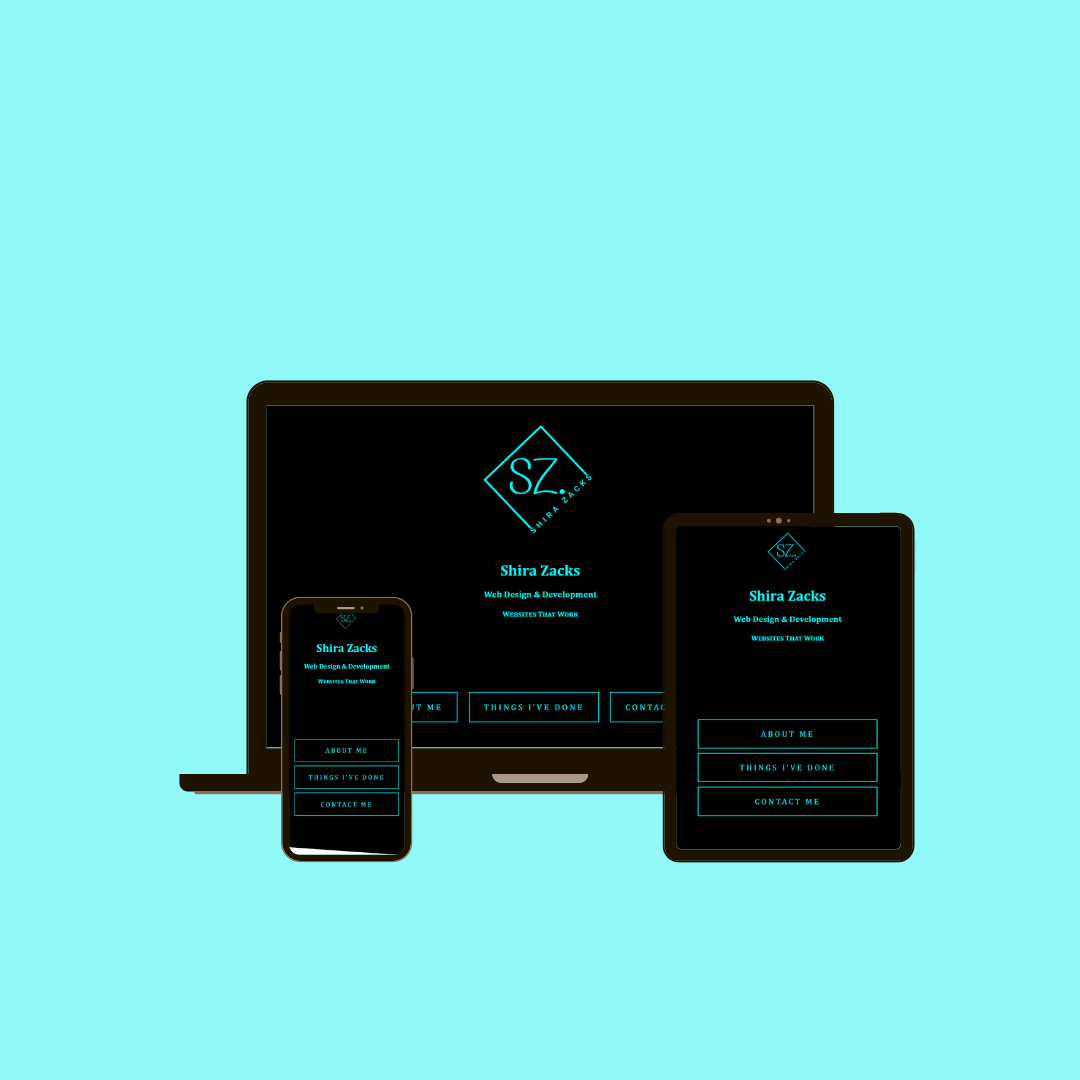 SZ.
SHIRA ZACKS
Shira Zacks
Web Design & Development
Websites That Work
UT ME
THINGS I'VE DONE
CONTAC
SZ.
Shira Zacks
Web Design & Development
Websites That Work
ABOUT ME
THINGS I'VE DONE
CONTACT ME
SZ.
SHIRA ZACKS
Shira Zacks
Web Design & Development
Websites That Work
ABOUT ME
THINGS I'VE DONE
CONTACT ME